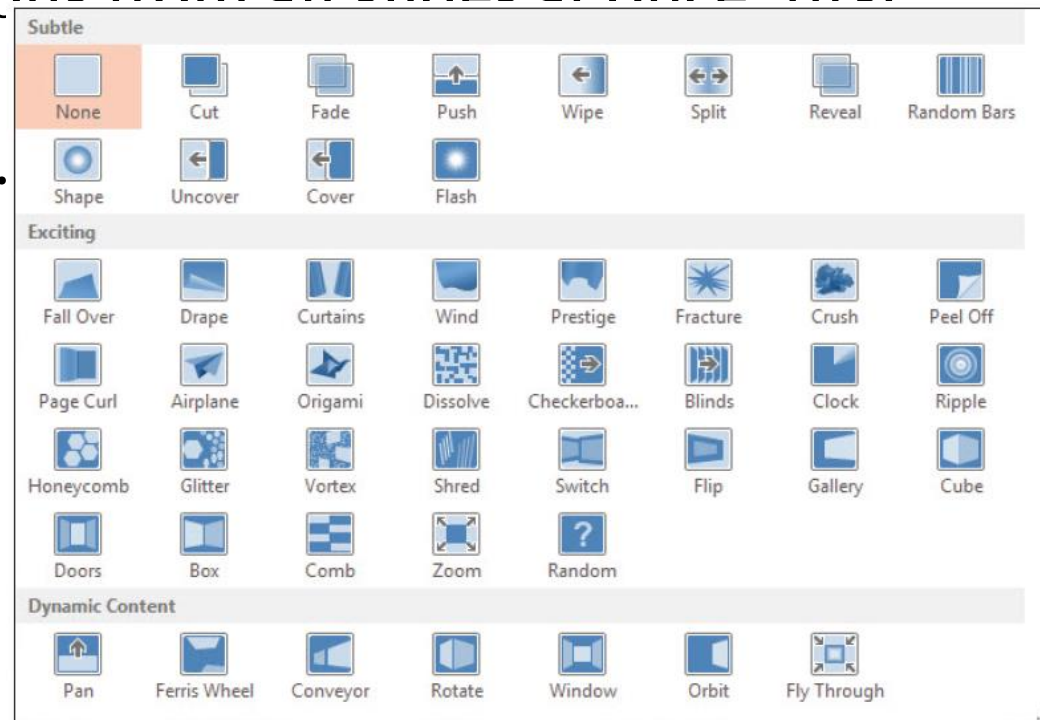 Subtle
None Cut Fade Push Wipe Split Reveal Random Bars
Shape Uncover Cover Flash
Exciting
Fall Over Drape Curtains Wind Prestige Fracture Crush Peel Off
Page Curl Airplane Origami Dissolve Checkerboa... Blinds Clock Ripple
Honeycomb Glitter Vortex Shred Switch Flip Gallery Cube
Doors Box Comb Zoom ? Random
Dynamic Content
Pan Ferris Wheel Conveyor Rotate Window Orbit Fly Through